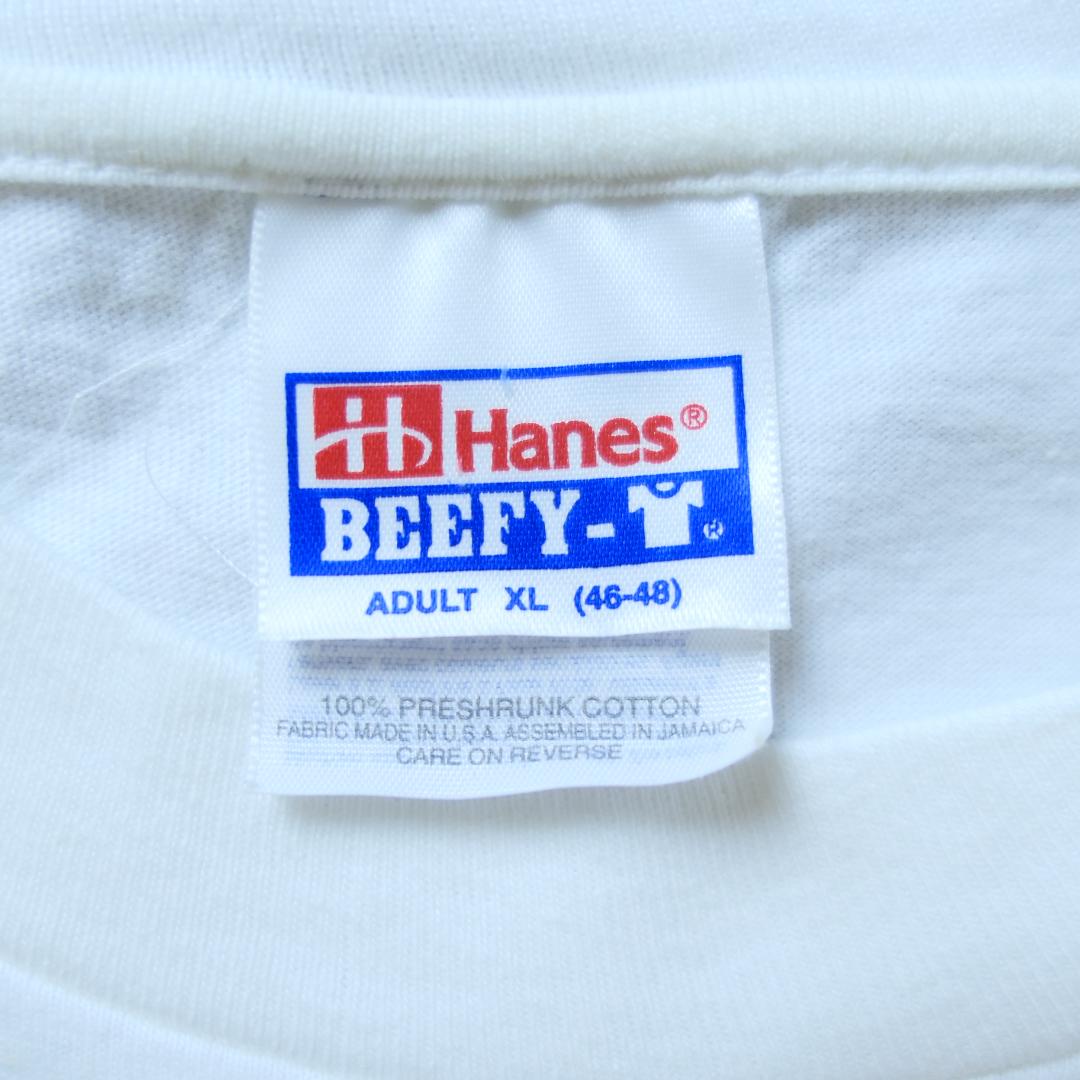 H Hanes®
BEEFY-T®
ADULT XL (46-48)
100% PRESHRUNK COTTON
FABRIC MADE IN U.S.A. ASSEMBLED IN JAMAICA
CARE ON REVERSE